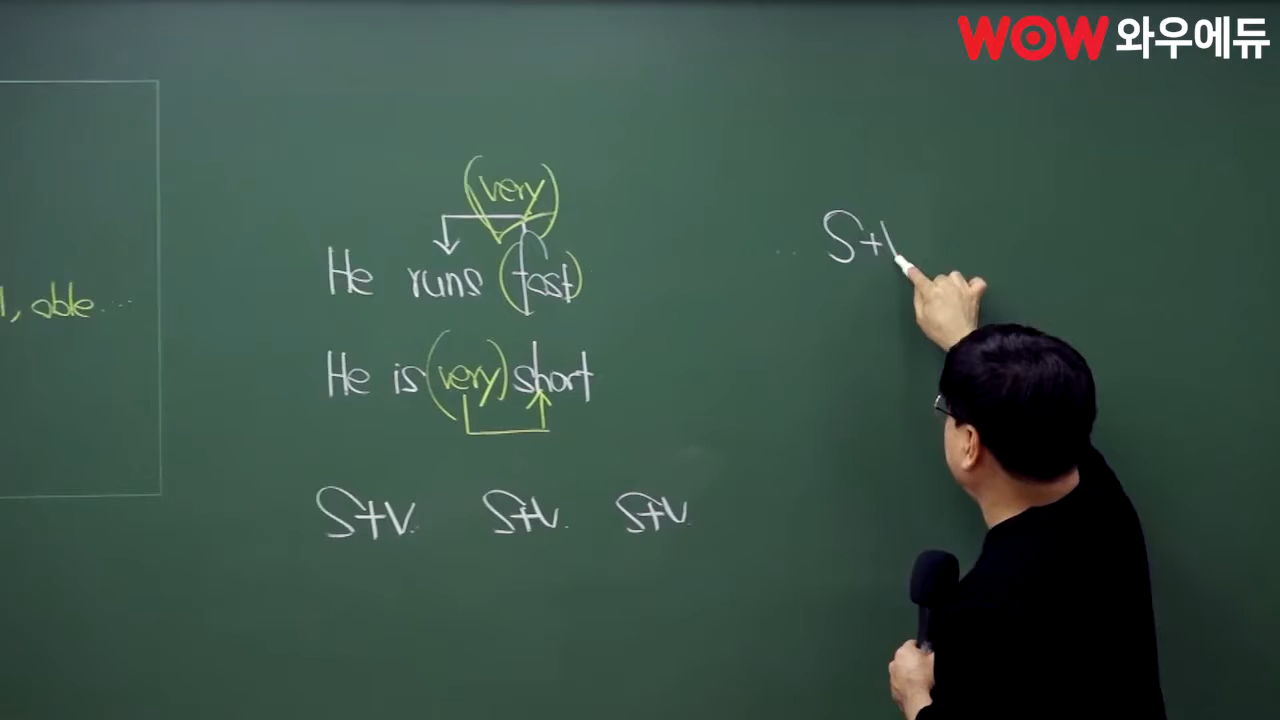 WOW 와우에듀
(very)
He runs (fast)
S+
l, able...
He is (very) short
S+V. S+V. S+V.